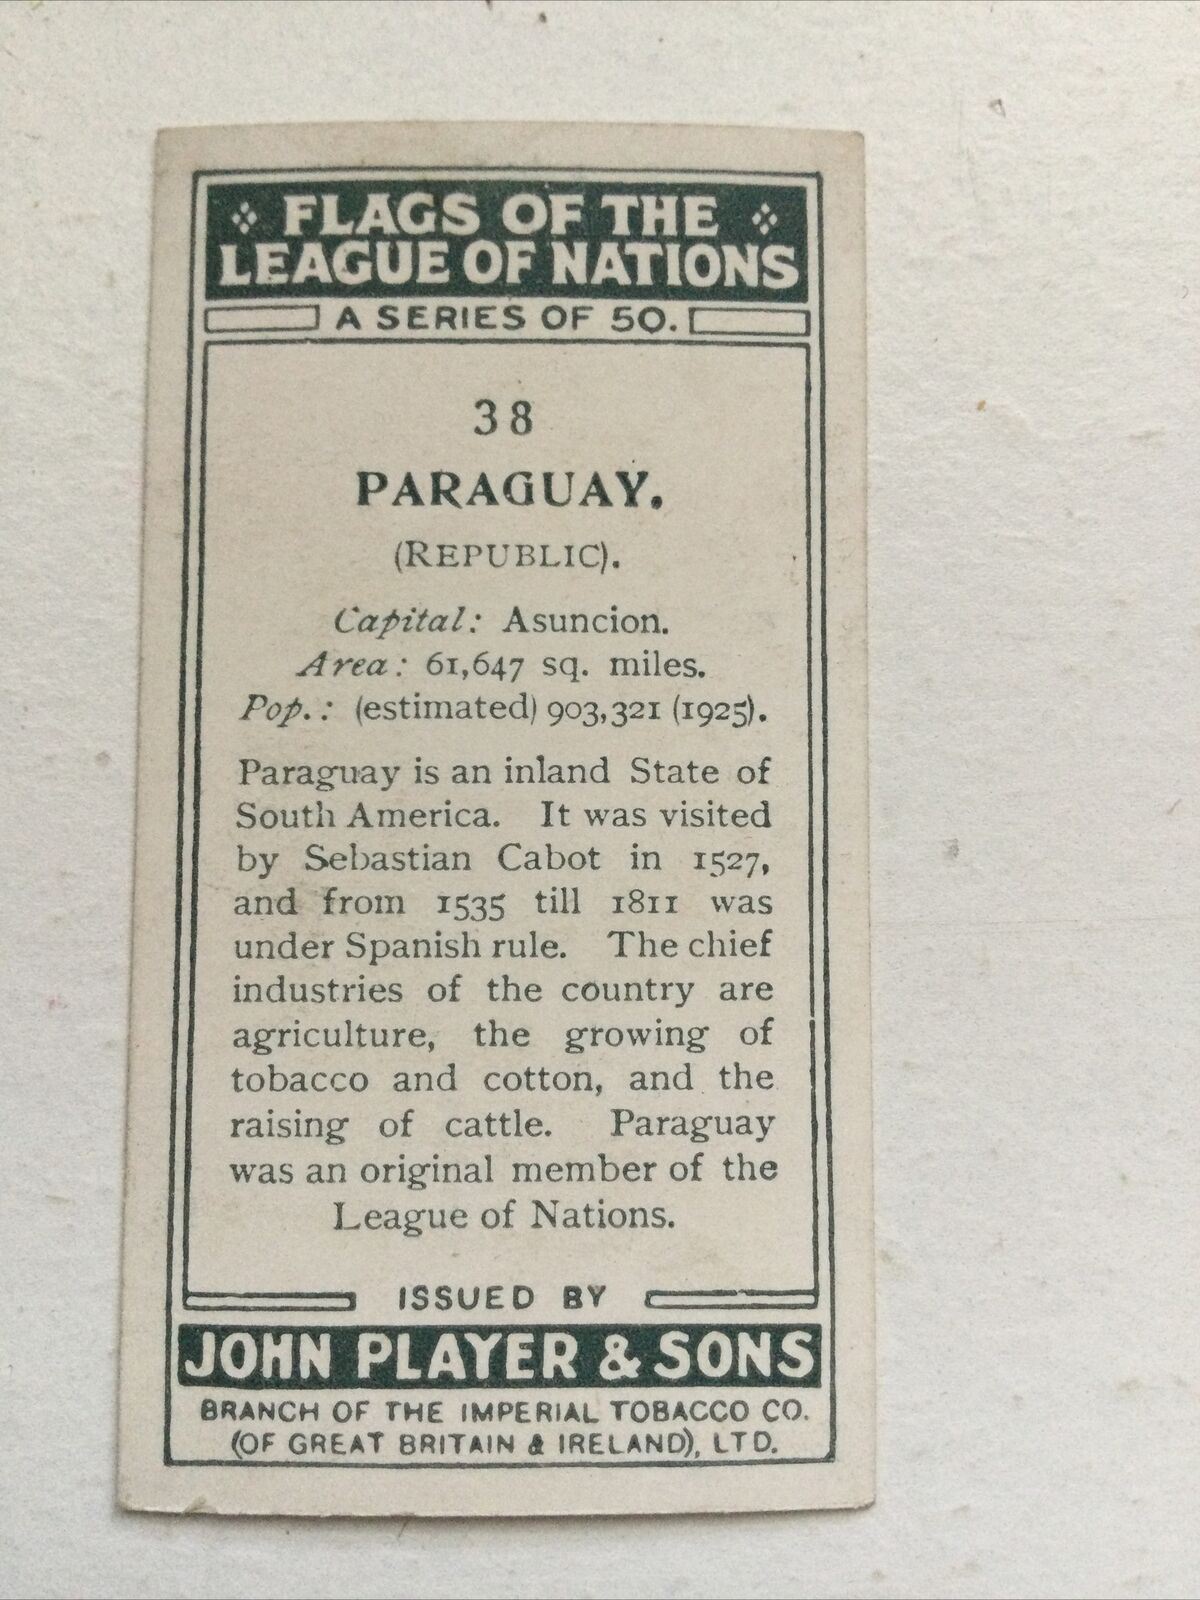 FLAGS OF THE
LEAGUE OF NATIONS
A SERIES OF 50.
38
PARAGUAY.
(REPUBLIC).
Capital: Asuncion.
Area: 61,647 sq. miles.
Pop.: (estimated) 903,321 (1925).
Paraguay is an inland State of
South America. It was visited
by Sebastian Cabot in 1527,
and from 1535 till 1811 was
under Spanish rule. The chief
industries of the country are
agriculture, the growing of
tobacco and cotton, and the
raising of cattle. Paraguay
was an original member of the
League of Nations.
ISSUED BY
JOHN PLAYER & SONS
BRANCH OF THE IMPERIAL TOBACCO CO.
(OF GREAT BRITAIN & IRELAND), LTD.